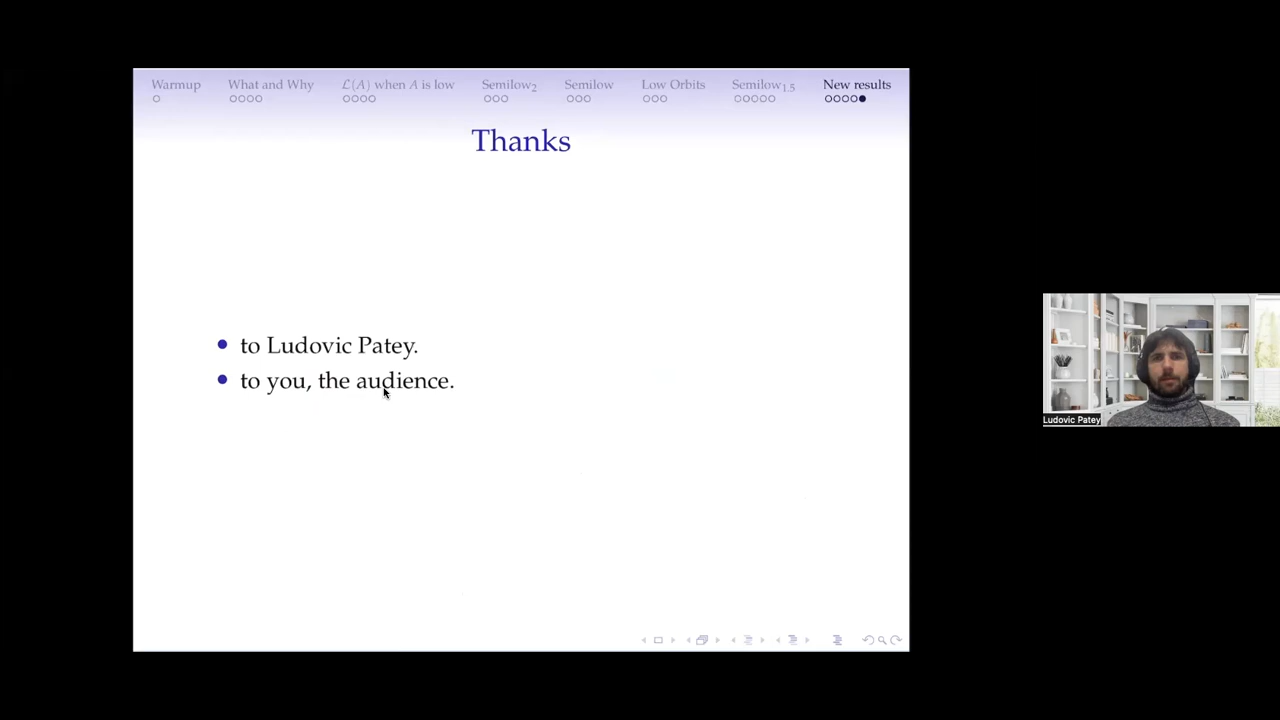 Warmup What and Why L(A) when A is low Semilow₂ Semilow Low Orbits Semilow₁.₅ New results
Thanks
• to Ludovic Patey.
• to you, the audience.
Ludovic Patey